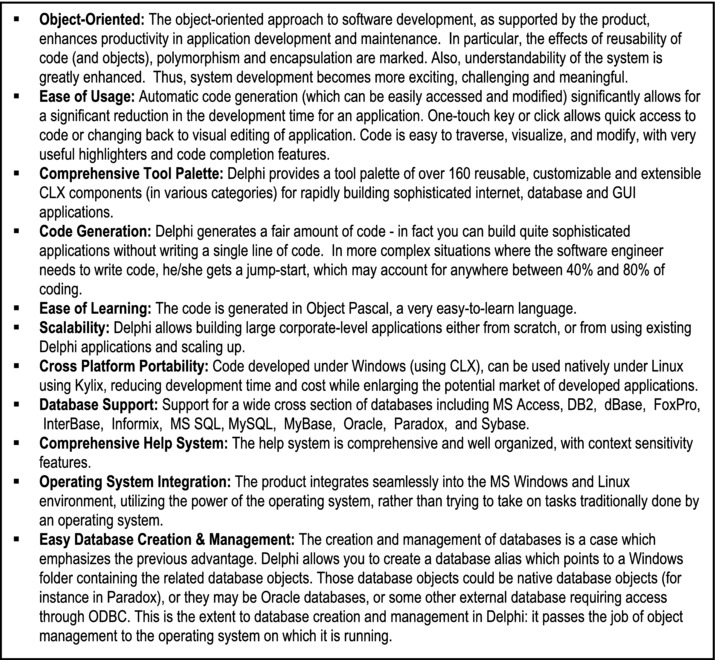 ▪ Object-Oriented: The object-oriented approach to software development, as supported by the product,
enhances productivity in application development and maintenance. In particular, the effects of reusability of
code (and objects), polymorphism and encapsulation are marked. Also, understandability of the system is
greatly enhanced. Thus, system development becomes more exciting, challenging and meaningful.
▪ Ease of Usage: Automatic code generation (which can be easily accessed and modified) significantly allows for
a significant reduction in the development time for an application. One-touch key or click allows quick access to
code or changing back to visual editing of application. Code is easy to traverse, visualize, and modify, with very
useful highlighters and code completion features.
▪ Comprehensive Tool Palette: Delphi provides a tool palette of over 160 reusable, customizable and extensible
CLX components (in various categories) for rapidly building sophisticated internet, database and GUI
applications.
▪ Code Generation: Delphi generates a fair amount of code - in fact you can build quite sophisticated
applications without writing a single line of code. In more complex situations where the software engineer
needs to write code, he/she gets a jump-start, which may account for anywhere between 40% and 80% of
coding.
▪ Ease of Learning: The code is generated in Object Pascal, a very easy-to-learn language.
▪ Scalability: Delphi allows building large corporate-level applications either from scratch, or from using existing
Delphi applications and scaling up.
▪ Cross Platform Portability: Code developed under Windows (using CLX), can be used natively under Linux
using Kylix, reducing development time and cost while enlarging the potential market of developed applications.
▪ Database Support: Support for a wide cross section of databases including MS Access, DB2, dBase, FoxPro,
InterBase, Informix, MS SQL, MySQL, MyBase, Oracle, Paradox, and Sybase.
▪ Comprehensive Help System: The help system is comprehensive and well organized, with context sensitivity
features.
▪ Operating System Integration: The product integrates seamlessly into the MS Windows and Linux
environment, utilizing the power of the operating system, rather than trying to take on tasks traditionally done by
an operating system.
▪ Easy Database Creation & Management: The creation and management of databases is a case which
emphasizes the previous advantage. Delphi allows you to create a database alias which points to a Windows
folder containing the related database objects. Those database objects could be native database objects (for
instance in Paradox), or they may be Oracle databases, or some other external database requiring access
through ODBC. This is the extent to database creation and management in Delphi: it passes the job of object
management to the operating system on which it is running.